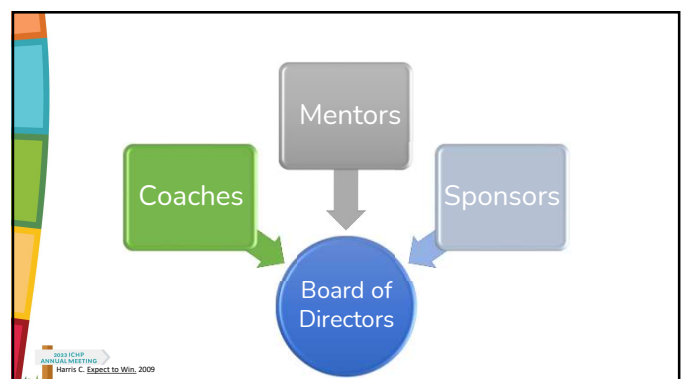 Mentors
Coaches
Sponsors
Board of
Directors
2023 ICHP
ANNUAL MEETING
Harris C. Expect to Win. 2009